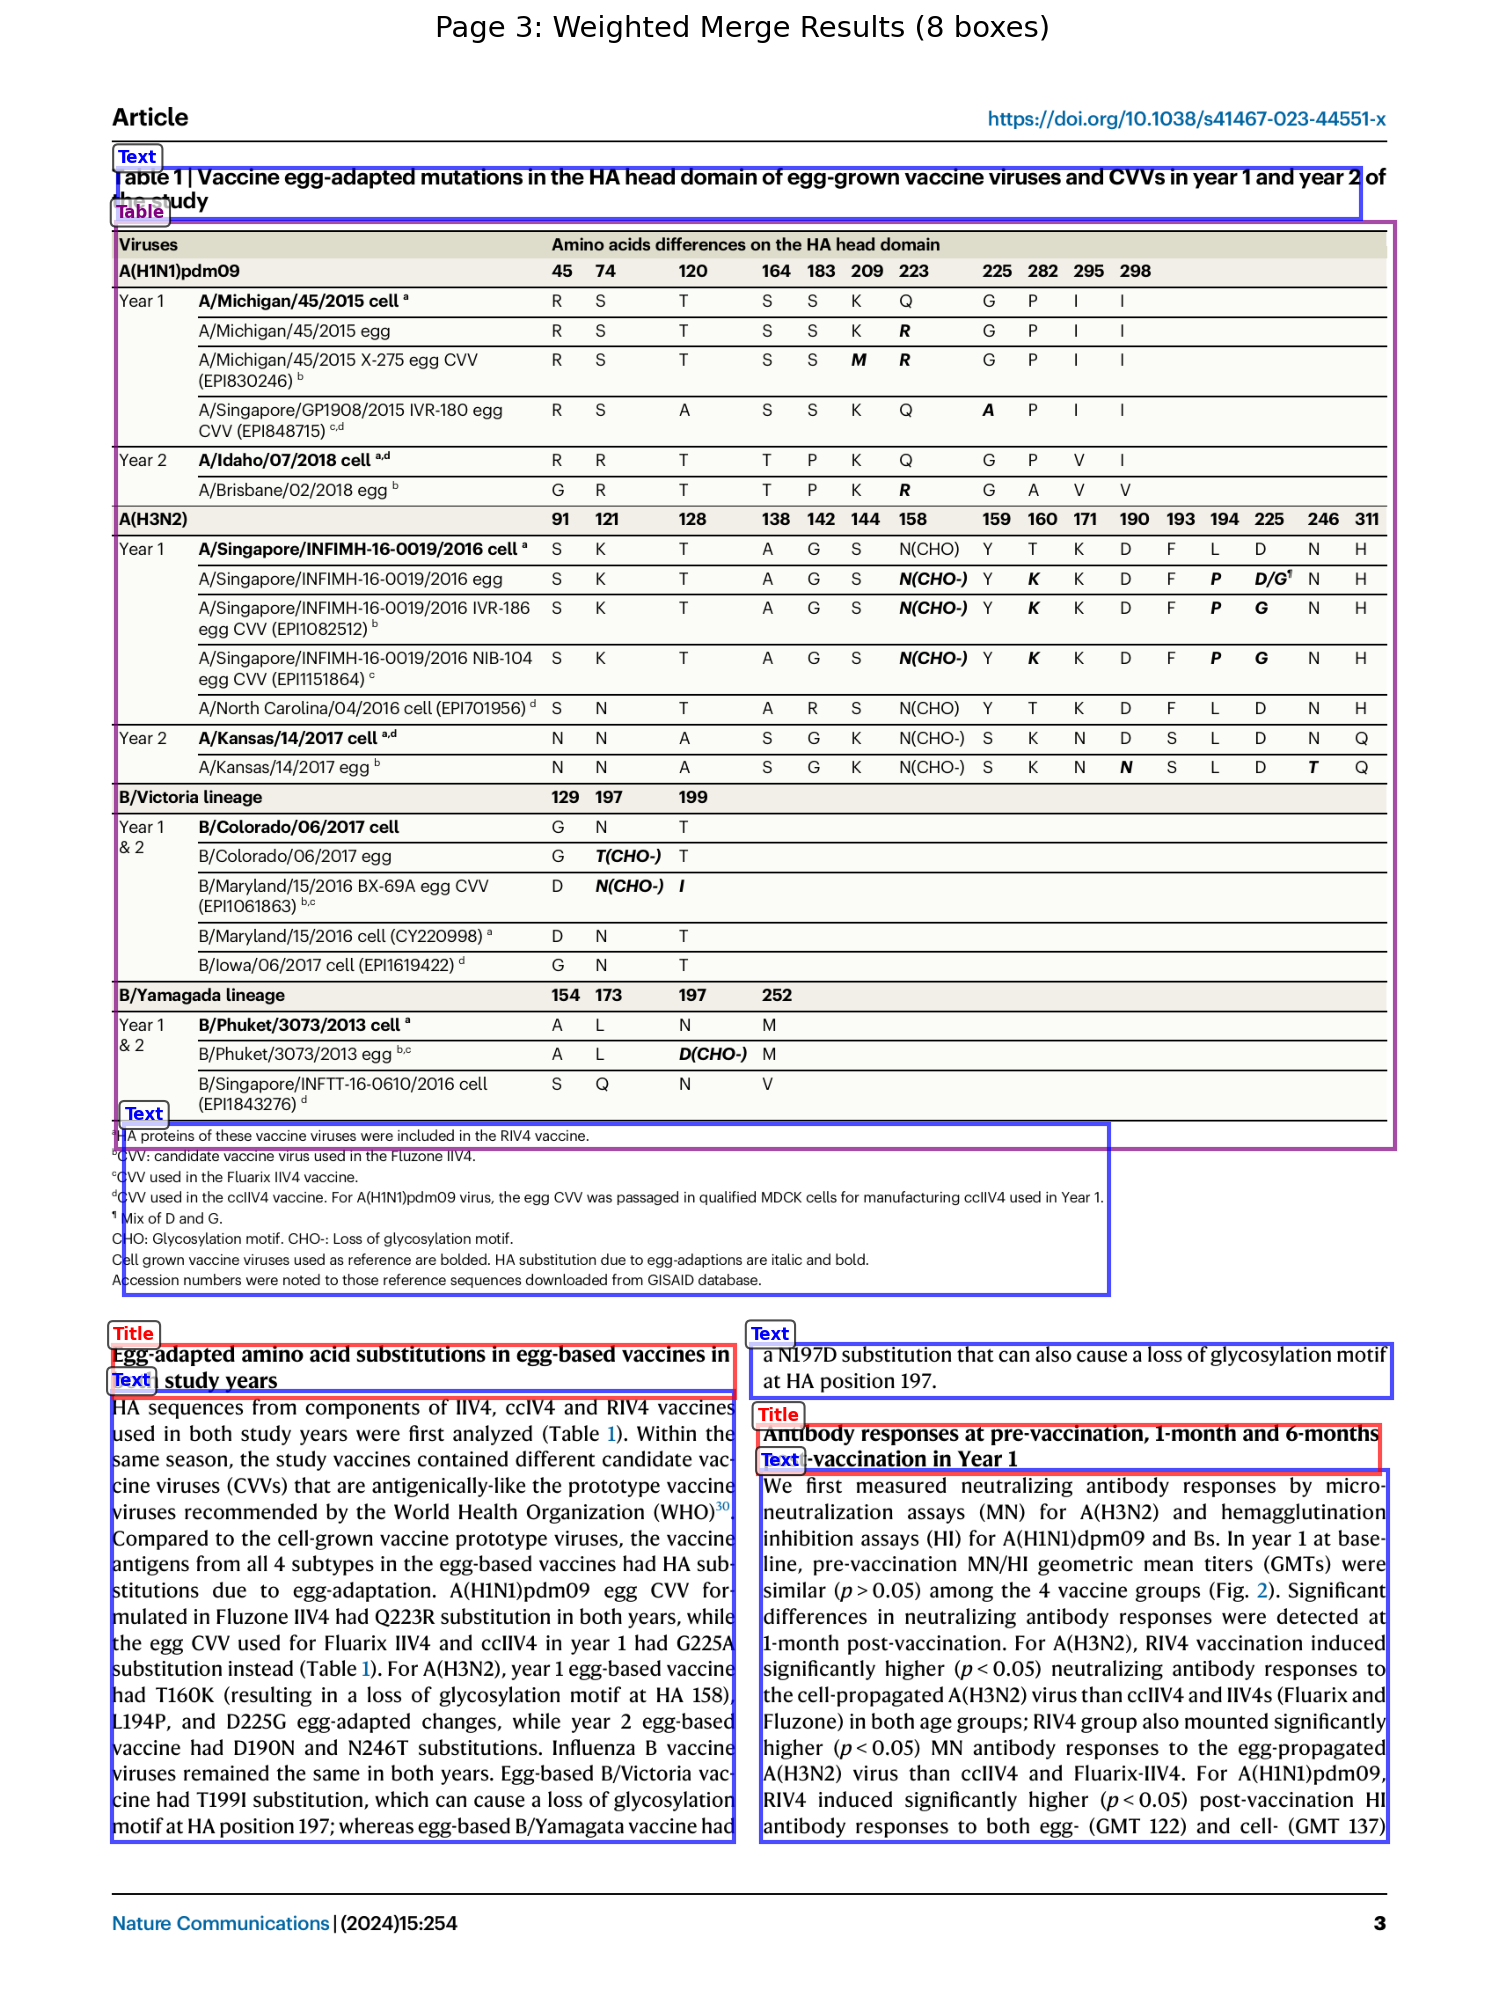 Page 3: Weighted Merge Results (8 boxes)
Article
https://doi.org/10.1038/s41467-023-44551-x
Text
Table 1 | Vaccine egg-adapted mutations in the HA head domain of egg-grown vaccine viruses and CVVs in year 1 and year 2 of
the study
Table
Viruses Amino acids differences on the HA head domain
A(H1N1)pdm09 45 74 120 164 183 209 223 225 282 295 298
Year 1 A/Michigan/45/2015 cell a R S T S S K Q G P I I
A/Michigan/45/2015 egg R S T S S K R G P I I
A/Michigan/45/2015 X-275 egg CVV R S T S S M R G P I I
(EPI830246) b
A/Singapore/GP1908/2015 IVR-180 egg R S A S S K Q A P I I
CVV (EPI848715) c,d
Year 2 A/Idaho/07/2018 cell a,d R R T T P K Q G P V I
A/Brisbane/02/2018 egg b G R T T P K R G A V V
A(H3N2) 91 121 128 138 142 144 158 159 160 171 190 193 194 225 246 311
Year 1 A/Singapore/INFIMH-16-0019/2016 cell a S K T A G S N(CHO) Y T K D F L D N H
A/Singapore/INFIMH-16-0019/2016 egg S K T A G S N(CHO-) Y K K D F P D/G¶ N H
A/Singapore/INFIMH-16-0019/2016 IVR-186 S K T A G S N(CHO-) Y K K D F P G N H
egg CVV (EPI1082512) b
A/Singapore/INFIMH-16-0019/2016 NIB-104 S K T A G S N(CHO-) Y K K D F P G N H
egg CVV (EPI1151864) c
A/North Carolina/04/2016 cell (EPI701956) d S N T A R S N(CHO) Y T K D F L D N H
Year 2 A/Kansas/14/2017 cell a,d N N A S G K N(CHO-) S K N D S L D N Q
A/Kansas/14/2017 egg b N N A S G K N(CHO-) S K N N S L D T Q
B/Victoria lineage 129 197 199
Year 1 B/Colorado/06/2017 cell G N T
& 2
B/Colorado/06/2017 egg G T(CHO-) T
B/Maryland/15/2016 BX-69A egg CVV D N(CHO-) I
(EPI1061863) b,c
B/Maryland/15/2016 cell (CY220998) a D N T
B/Iowa/06/2017 cell (EPI1619422) d G N T
B/Yamagada lineage 154 173 197 252
Year 1 B/Phuket/3073/2013 cell a A L N M
& 2
B/Phuket/3073/2013 egg b,c A L D(CHO-) M
B/Singapore/INFTT-16-0610/2016 cell S Q N V
(EPI1843276) d
Text
aHA proteins of these vaccine viruses were included in the RIV4 vaccine.
bCVV: candidate vaccine virus used in the Fluzone IIV4.
cCVV used in the Fluarix IIV4 vaccine.
dCVV used in the ccIIV4 vaccine. For A(H1N1)pdm09 virus, the egg CVV was passaged in qualified MDCK cells for manufacturing ccIIV4 used in Year 1.
¶ Mix of D and G.
CHO: Glycosylation motif. CHO-: Loss of glycosylation motif.
Cell grown vaccine viruses used as reference are bolded. HA substitution due to egg-adaptions are italic and bold.
Accession numbers were noted to those reference sequences downloaded from GISAID database.
Title
Egg-adapted amino acid substitutions in egg-based vaccines in
study years
Text
HA sequences from components of IIV4, ccIV4 and RIV4 vaccines
used in both study years were first analyzed (Table 1). Within the
same season, the study vaccines contained different candidate vac-
cine viruses (CVVs) that are antigenically-like the prototype vaccine
viruses recommended by the World Health Organization (WHO)30.
Compared to the cell-grown vaccine prototype viruses, the vaccine
antigens from all 4 subtypes in the egg-based vaccines had HA sub-
stitutions due to egg-adaptation. A(H1N1)pdm09 egg CVV for-
mulated in Fluzone IIV4 had Q223R substitution in both years, while
the egg CVV used for Fluarix IIV4 and ccIIV4 in year 1 had G225A
substitution instead (Table 1). For A(H3N2), year 1 egg-based vaccine
had T160K (resulting in a loss of glycosylation motif at HA 158),
L194P, and D225G egg-adapted changes, while year 2 egg-based
vaccine had D190N and N246T substitutions. Influenza B vaccine
viruses remained the same in both years. Egg-based B/Victoria vac-
cine had T199I substitution, which can cause a loss of glycosylation
motif at HA position 197; whereas egg-based B/Yamagata vaccine had
Text
a N197D substitution that can also cause a loss of glycosylation motif
at HA position 197.
Title
Antibody responses at pre-vaccination, 1-month and 6-months
Text
-vaccination in Year 1
We first measured neutralizing antibody responses by micro-
neutralization assays (MN) for A(H3N2) and hemagglutination
inhibition assays (HI) for A(H1N1)dpm09 and Bs. In year 1 at base-
line, pre-vaccination MN/HI geometric mean titers (GMTs) were
similar (p > 0.05) among the 4 vaccine groups (Fig. 2). Significant
differences in neutralizing antibody responses were detected at
1-month post-vaccination. For A(H3N2), RIV4 vaccination induced
significantly higher (p < 0.05) neutralizing antibody responses to
the cell-propagated A(H3N2) virus than ccIIV4 and IIV4s (Fluarix and
Fluzone) in both age groups; RIV4 group also mounted significantly
higher (p < 0.05) MN antibody responses to the egg-propagated
A(H3N2) virus than ccIIV4 and Fluarix-IIV4. For A(H1N1)pdm09,
RIV4 induced significantly higher (p < 0.05) post-vaccination HI
antibody responses to both egg- (GMT 122) and cell- (GMT 137)
Nature Communications | (2024)15:254
3